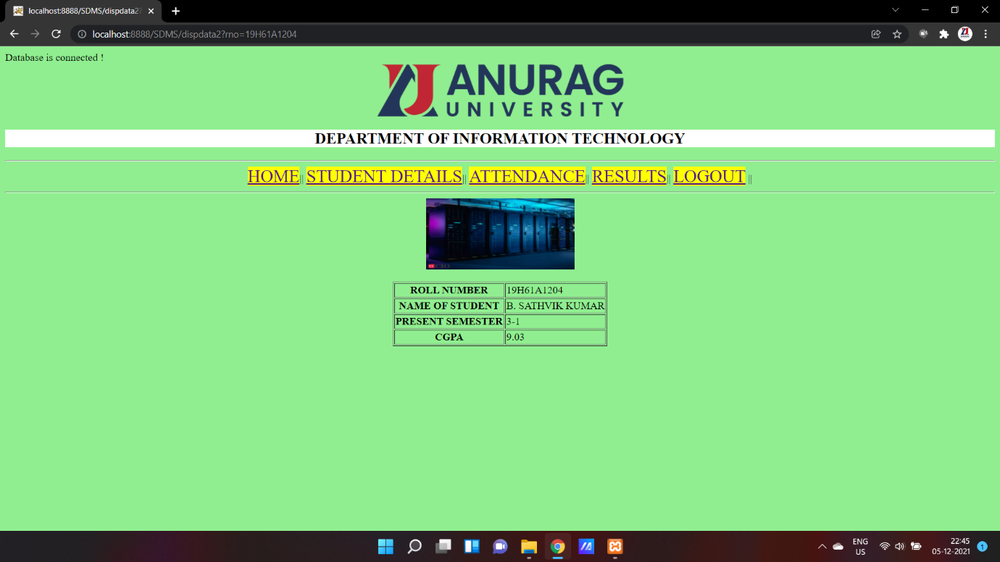 localhost:8888/SDMS/dispdata2?
localhost:8888/SDMS/dispdata2?rno=19H61A1204
Database is connected !
ANURAG
UNIVERSITY
DEPARTMENT OF INFORMATION TECHNOLOGY
HOME|| STUDENT DETAILS|| ATTENDANCE|| RESULTS|| LOGOUT ||
ROLL NUMBER 19H61A1204
NAME OF STUDENT B. SATHVIK KUMAR
PRESENT SEMESTER 3-1
CGPA 9.03
ENG 22:45
US 05-12-2021 1